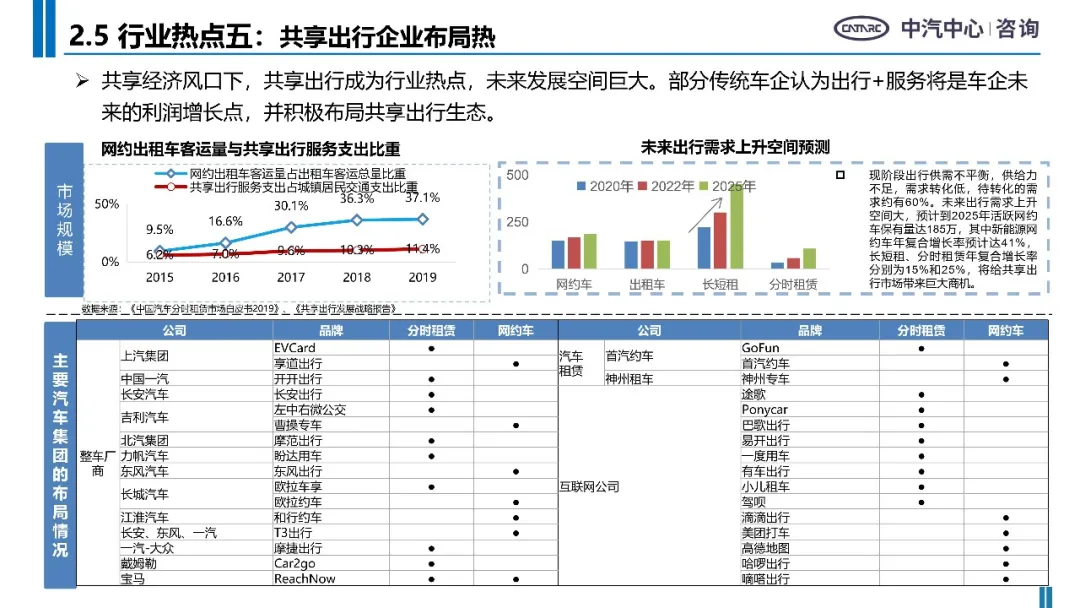 2.5 行业热点五：共享出行企业布局热
CATARC 中汽中心 | 咨询
➢ 共享经济风口下，共享出行成为行业热点，未来发展空间巨大。部分传统车企认为出行+服务将是车企未
来的利润增长点，并积极布局共享出行生态。
市场规模
网约出租车客运量与共享出行服务支出比重
网约出租车客运量占出租车客运总量比重
共享出行服务支出占城镇居民交通支出比重
50%
0%
9.5% 16.6% 30.1% 36.3% 37.1%
6.2% 7.0% 9.6% 10.3% 11.4%
2015 2016 2017 2018 2019
数据来源：《中国汽车分时租赁市场白皮书2019》、《共享出行发展战略报告》
未来出行需求上升空间预测
500
250
0
2020年 2022年 2025年
网约车 出租车 长短租 分时租赁
现阶段出行供需不平衡，供给力
不足，需求转化低，待转化的需
求约有60%。未来出行需求上升
空间大，预计到2025年活跃网约
车保有量达185万，其中新能源网
约车年复合增长率预计达41%，
长短租、分时租赁年复合增长率
分别为15%和25%，将给共享出
行市场带来巨大商机。
主要汽车集团的布局情况
公司 品牌 分时租赁 网约车
整车厂
商
上汽集团 EVCard ●
享道出行 ●
中国一汽 开开出行 ●
长安汽车 长安出行 ●
吉利汽车 左中右微公交 ●
曹操专车 ●
北汽集团 摩范出行 ●
力帆汽车 盼达用车 ●
东风汽车 东风出行 ●
长城汽车 欧拉车享 ●
欧拉约车 ●
江淮汽车 和行约车 ●
长安、东风、一汽 T3出行 ●
一汽-大众 摩捷出行 ●
戴姆勒 Car2go ●
宝马 ReachNow ● ●
公司 品牌 分时租赁 网约车
汽车
租赁
首汽约车 GoFun ●
首汽约车 ●
神州租车 神州专车 ●
互联网公司
途歌 ●
Ponycar ●
巴歌出行 ●
易开出行 ●
一度用车 ●
有车出行 ●
小儿租车 ●
驾呗 ●
滴滴出行 ●
美团打车 ●
高德地图 ●
哈啰出行 ●
嘀嗒出行 ●